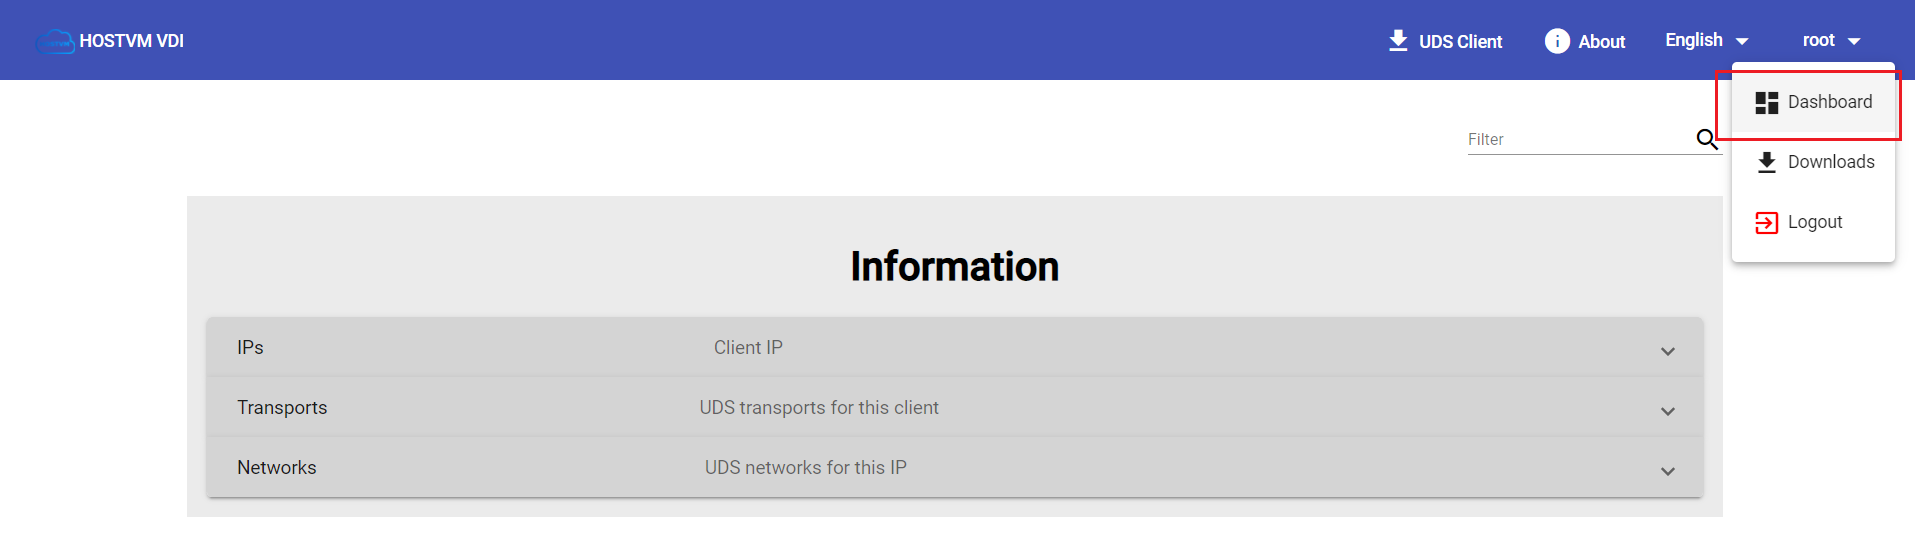 HOSTVM VDI
UDS Client
About
English
root
Dashboard
Downloads
Logout
Filter
Information
IPs Client IP
Transports UDS transports for this client
Networks UDS networks for this IP